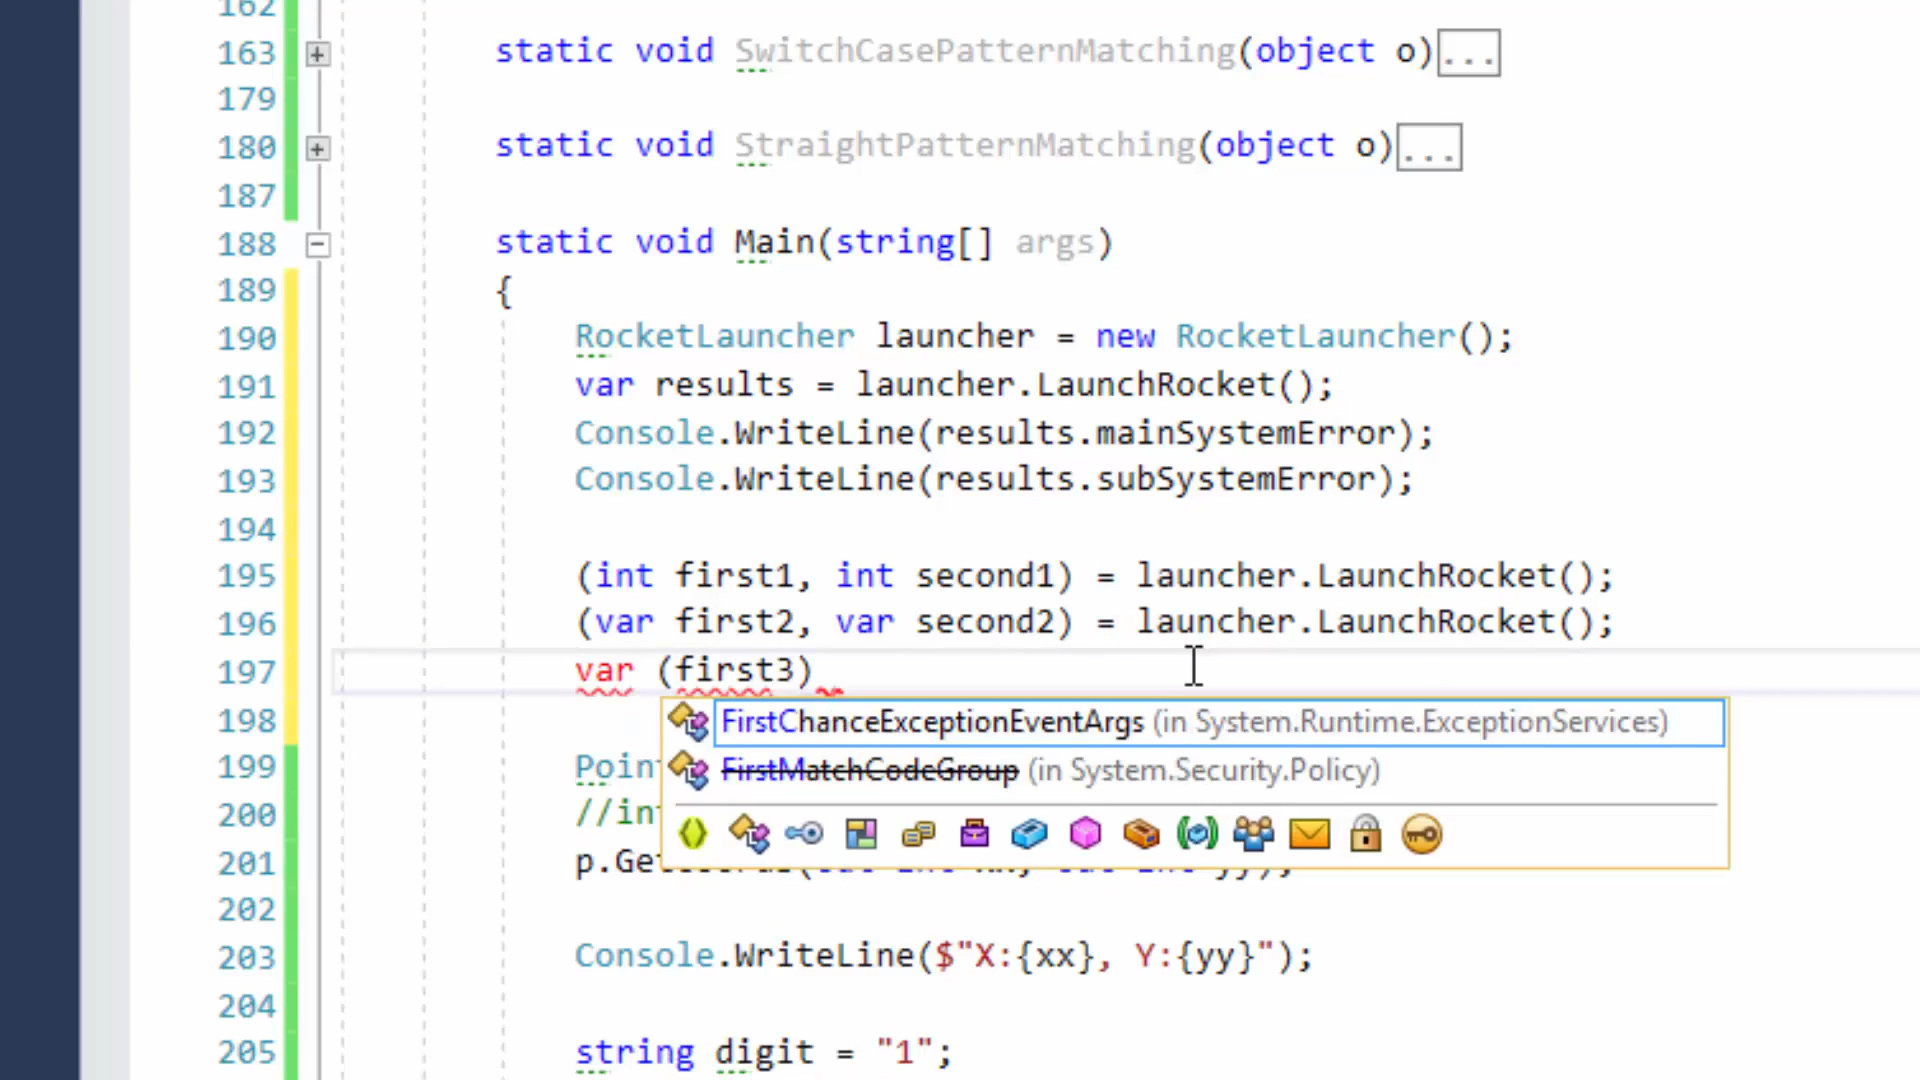 162
163 static void SwitchCasePatternMatching(object o)...
179
180 static void StraightPatternMatching(object o)...
187
188 static void Main(string[] args)
189 {
190 RocketLauncher launcher = new RocketLauncher();
191 var results = launcher.LaunchRocket();
192 Console.WriteLine(results.mainSystemError);
193 Console.WriteLine(results.subSystemError);
194
195 (int first1, int second1) = launcher.LaunchRocket();
196 (var first2, var second2) = launcher.LaunchRocket();
197 var (first3)
198 FirstChanceExceptionEventArgs (in System.Runtime.ExceptionServices)
199 Poin FirstMatchCodeGroup (in System.Security.Policy)
200 //in
201 p.Ge
202
203 Console.WriteLine($"X:{xx}, Y:{yy}");
204
205 string digit = "1";